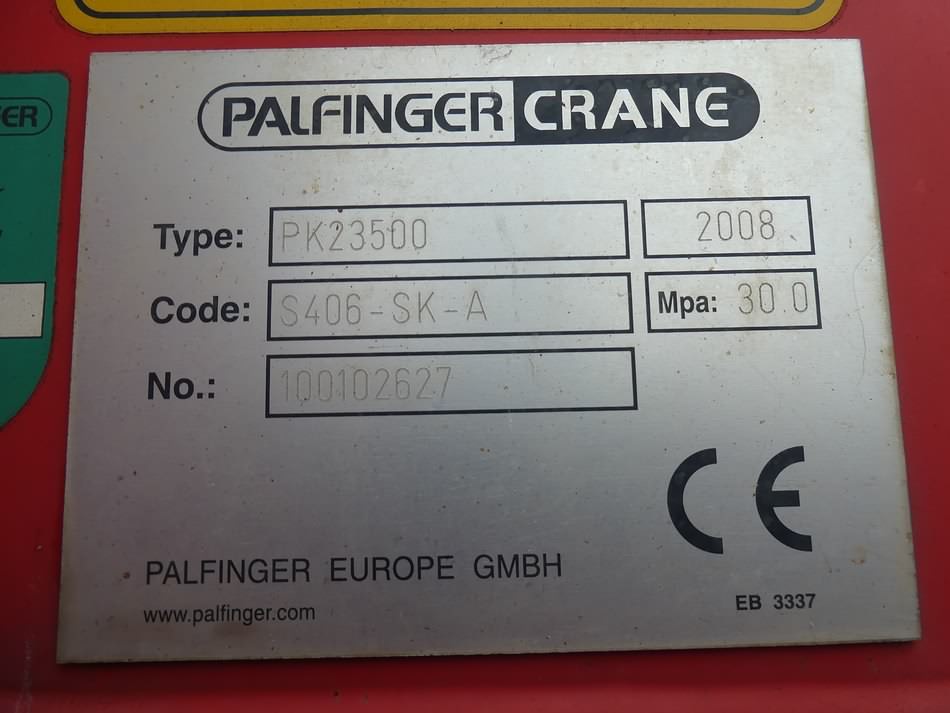 PALFINGER CRANE
Type: PK23500 2008
Code: S406-SK-A Mpa: 30.0
No.: 100102627
PALFINGER EUROPE GMBH
www.palfinger.com
EB 3337
CE